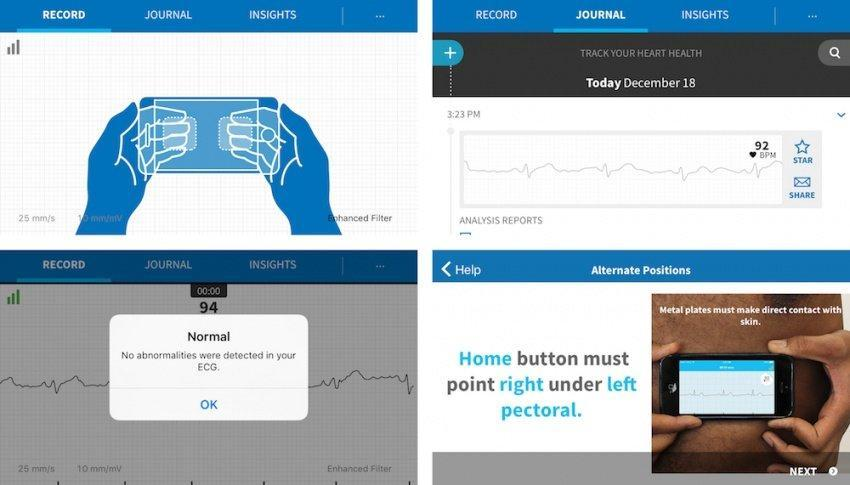 RECORD JOURNAL INSIGHTS ...
25 mm/s 10 mm/mV Enhanced Filter
RECORD JOURNAL INSIGHTS ...
TRACK YOUR HEART HEALTH
Today December 18
3:23 PM
92
BPM
STAR
SHARE
ANALYSIS REPORTS
RECORD JOURNAL INSIGHTS ...
00:00
94
Normal
No abnormalities were detected in your
ECG.
OK
25 mm/s 10 mm/mV Enhanced Filter
Help Alternate Positions
Metal plates must make direct contact with
skin.
Home button must
point right under left
pectoral.
NEXT